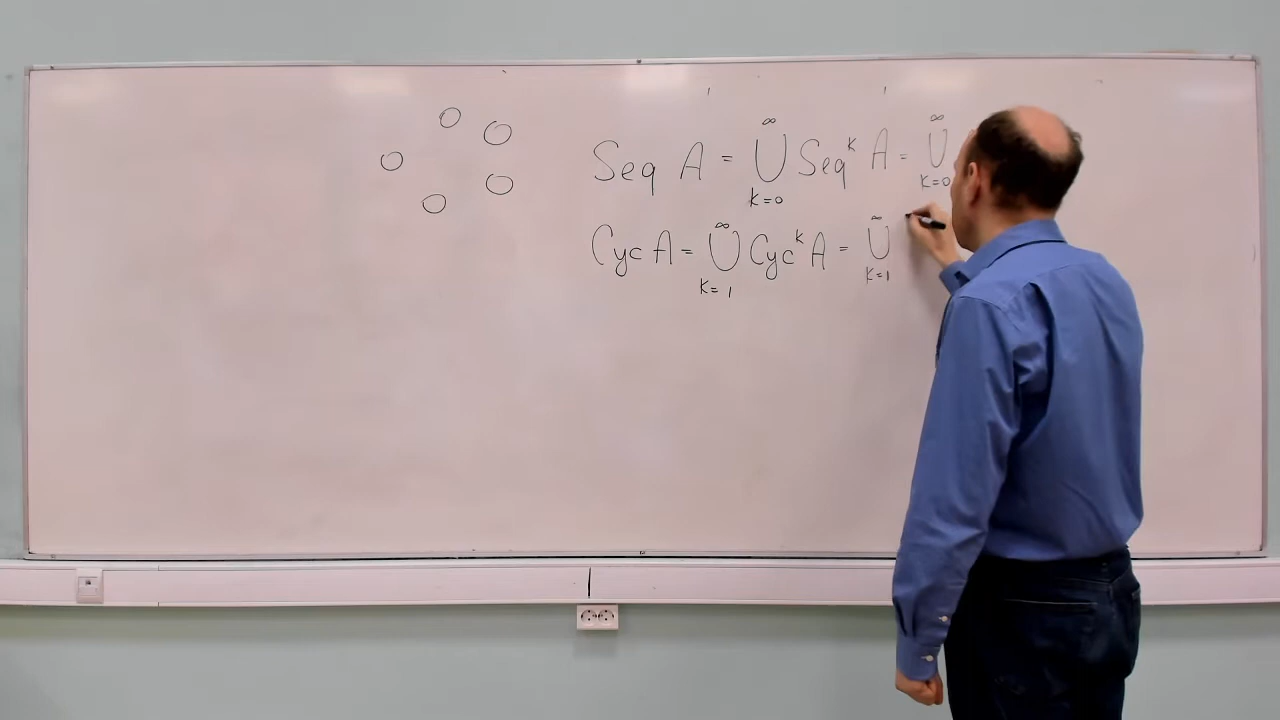 Seq A = ⋃_{k=0}^{∞} Seq^k A = ⋃_{k=0}^{∞}
Cyc A = ⋃_{k=1}^{∞} Cyc^k A = ⋃_{k=1}^{∞}